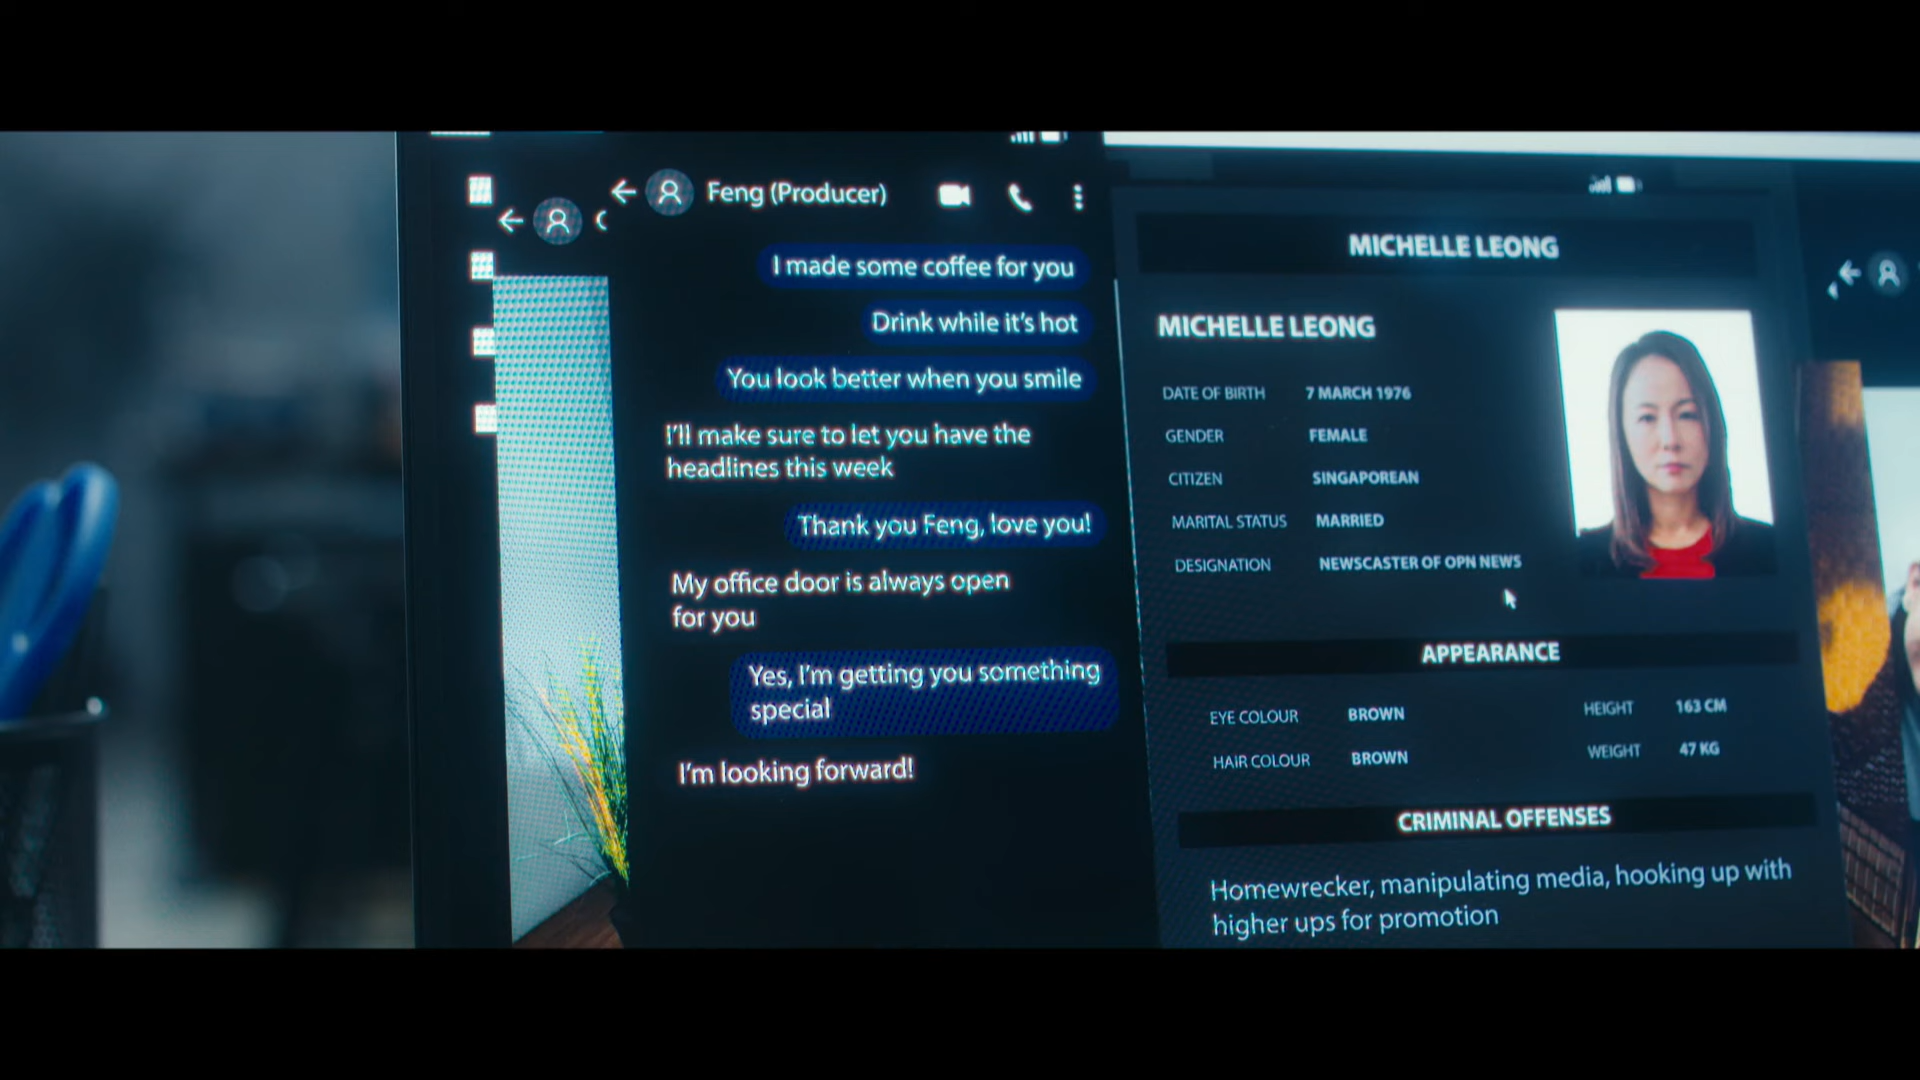 Feng (Producer)
I made some coffee for you
Drink while it's hot
You look better when you smile
I'll make sure to let you have the
headlines this week
Thank you Feng, love you!
My office door is always open
for you
Yes, I'm getting you something
special
I'm looking forward!
MICHELLE LEONG
MICHELLE LEONG
DATE OF BIRTH 7 MARCH 1976
GENDER FEMALE
CITIZEN SINGAPOREAN
MARITAL STATUS MARRIED
DESIGNATION NEWSCASTER OF OPN NEWS
APPEARANCE
EYE COLOUR BROWN HEIGHT 163 CM
HAIR COLOUR BROWN WEIGHT 47 KG
CRIMINAL OFFENSES
Homewrecker, manipulating media, hooking up with
higher ups for promotion